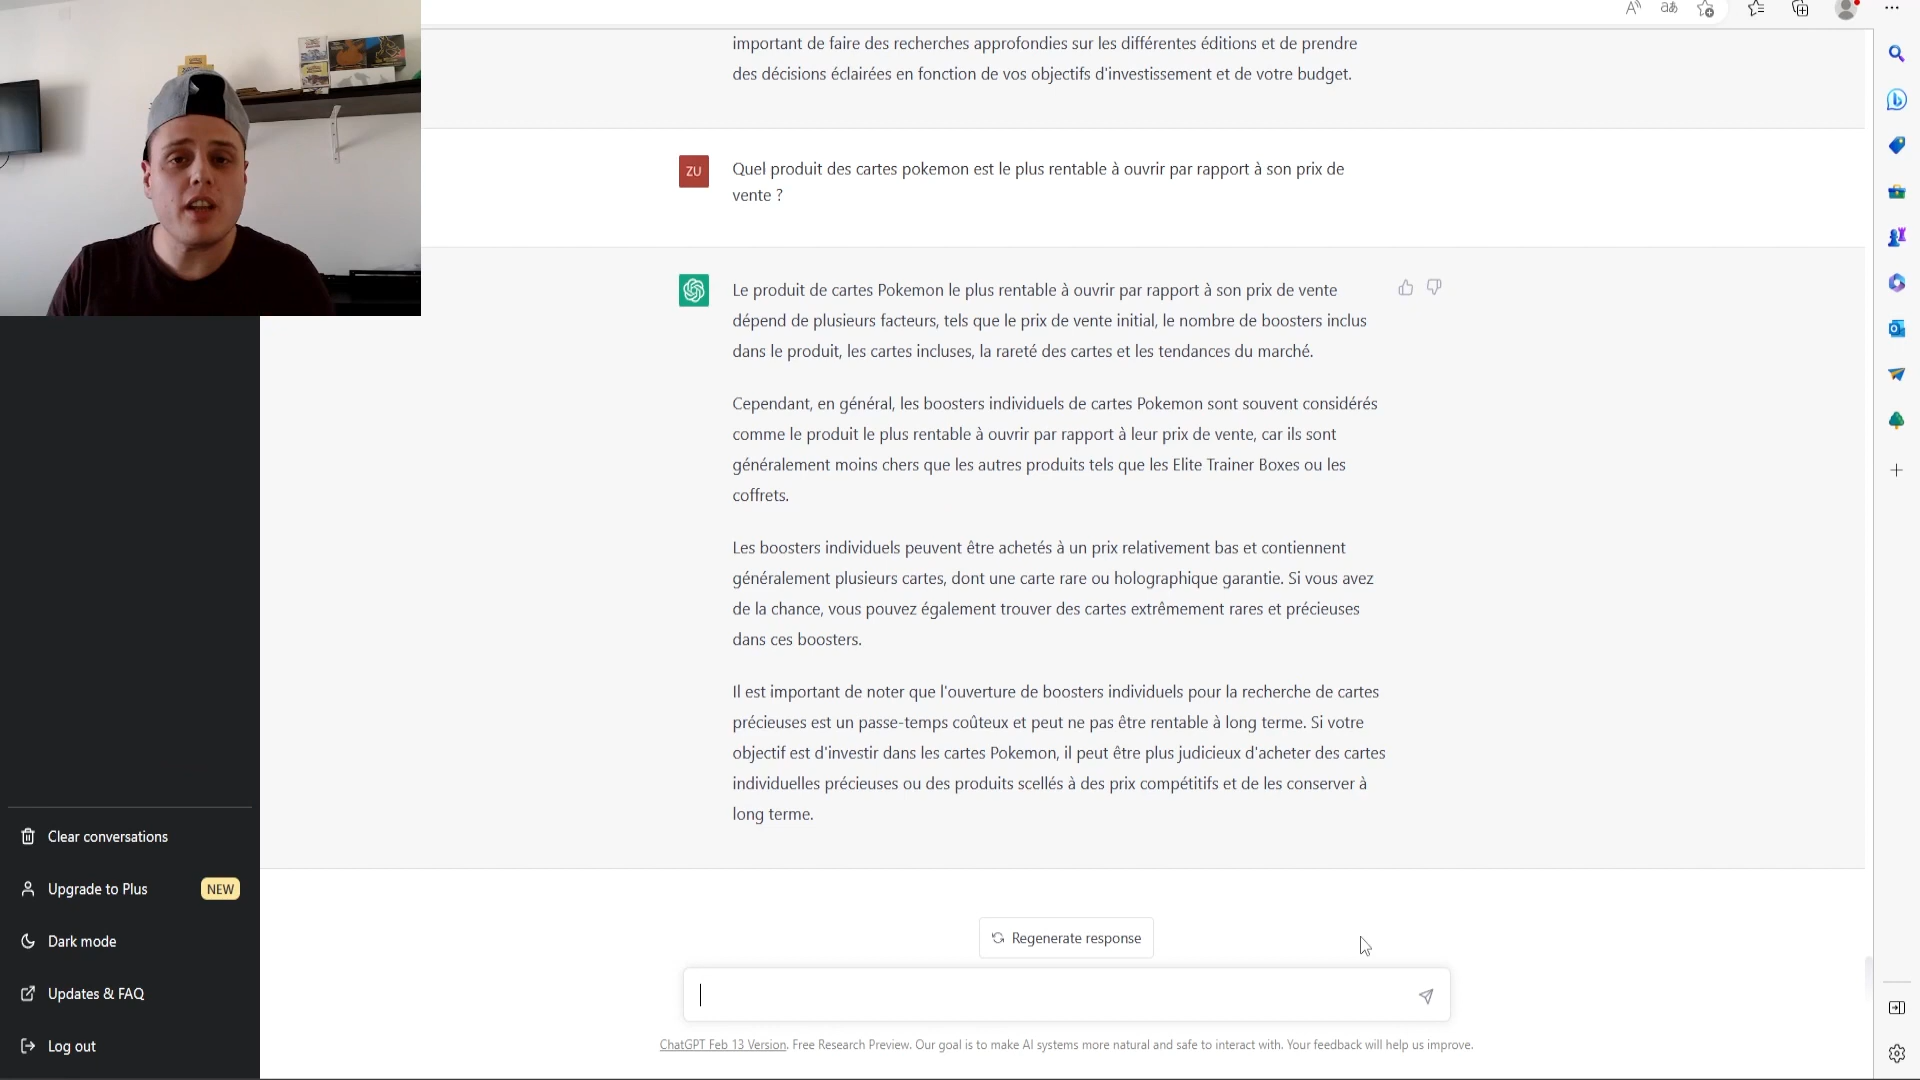 important de faire des recherches approfondies sur les différentes éditions et de prendre
des décisions éclairées en fonction de vos objectifs d'investissement et de votre budget.
ZU
Quel produit des cartes pokemon est le plus rentable à ouvrir par rapport à son prix de
vente ?
Le produit de cartes Pokemon le plus rentable à ouvrir par rapport à son prix de vente
dépend de plusieurs facteurs, tels que le prix de vente initial, le nombre de boosters inclus
dans le produit, les cartes incluses, la rareté des cartes et les tendances du marché.
Cependant, en général, les boosters individuels de cartes Pokemon sont souvent considérés
comme le produit le plus rentable à ouvrir par rapport à leur prix de vente, car ils sont
généralement moins chers que les autres produits tels que les Elite Trainer Boxes ou les
coffrets.
Les boosters individuels peuvent être achetés à un prix relativement bas et contiennent
généralement plusieurs cartes, dont une carte rare ou holographique garantie. Si vous avez
de la chance, vous pouvez également trouver des cartes extrêmement rares et précieuses
dans ces boosters.
Il est important de noter que l'ouverture de boosters individuels pour la recherche de cartes
précieuses est un passe-temps coûteux et peut ne pas être rentable à long terme. Si votre
objectif est d'investir dans les cartes Pokemon, il peut être plus judicieux d'acheter des cartes
individuelles précieuses ou des produits scellés à des prix compétitifs et de les conserver à
long terme.
Clear conversations
Upgrade to Plus NEW
Dark mode
Updates & FAQ
Log out
Regenerate response
ChatGPT Feb 13 Version. Free Research Preview. Our goal is to make AI systems more natural and safe to interact with. Your feedback will help us improve.